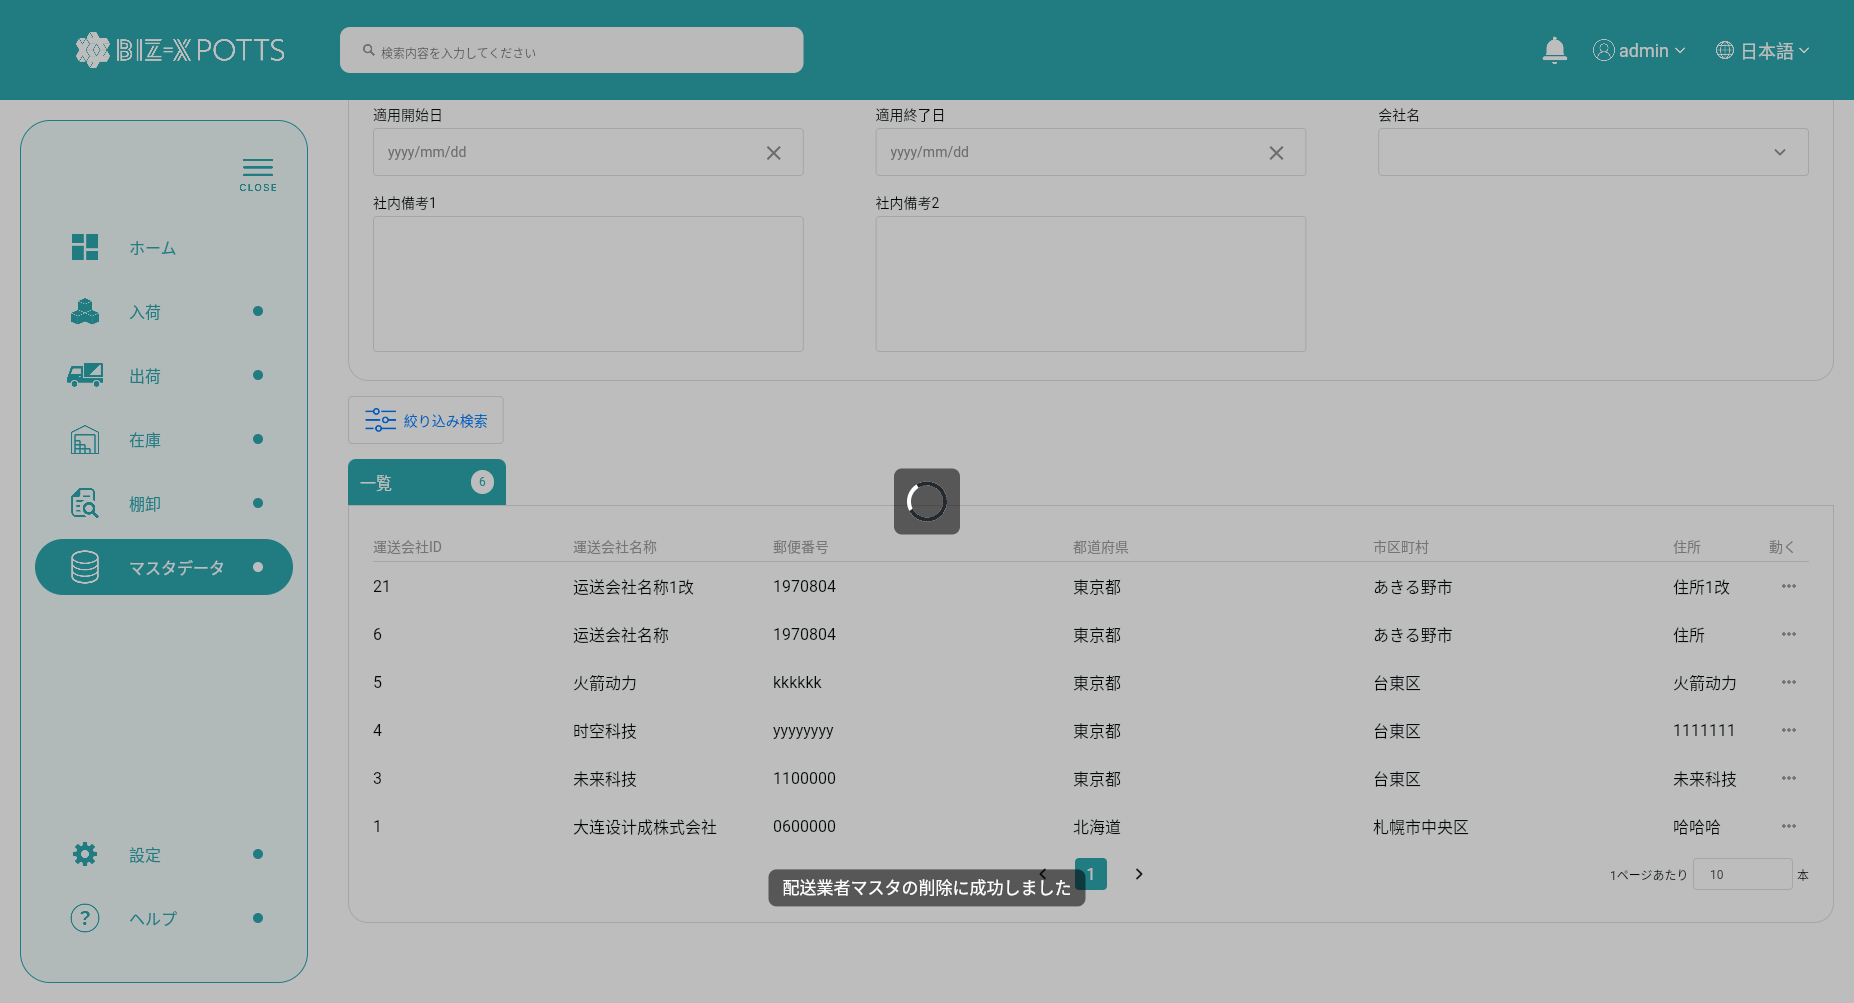 BIZ=X POTTS
検索内容を入力してください
admin
日本語
CLOSE
ホーム
入荷
出荷
在庫
棚卸
マスタデータ
設定
ヘルプ
適用開始日
適用終了日
会社名
yyyy/mm/dd
yyyy/mm/dd
社内備考1
社内備考2
絞り込み検索
一覧 6
運送会社ID 運送会社名称 郵便番号 都道府県 市区町村 住所 動く
21 运送会社名称1改 1970804 東京都 あきる野市 住所1改
6 运送会社名称 1970804 東京都 あきる野市 住所
5 火箭动力 kkkkkk 東京都 台東区 火箭动力
4 时空科技 yyyyyyyy 東京都 台東区 1111111
3 未来科技 1100000 東京都 台東区 未来科技
1 大连设计成株式会社 0600000 北海道 札幌市中央区 哈哈哈
1
1ページあたり 10 本
配送業者マスタの削除に成功しました